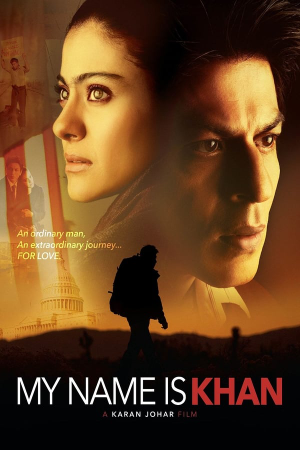 An ordinary man,
An extraordinary journey...
FOR LOVE.
MY NAME IS KHAN
A KARAN JOHAR FILM